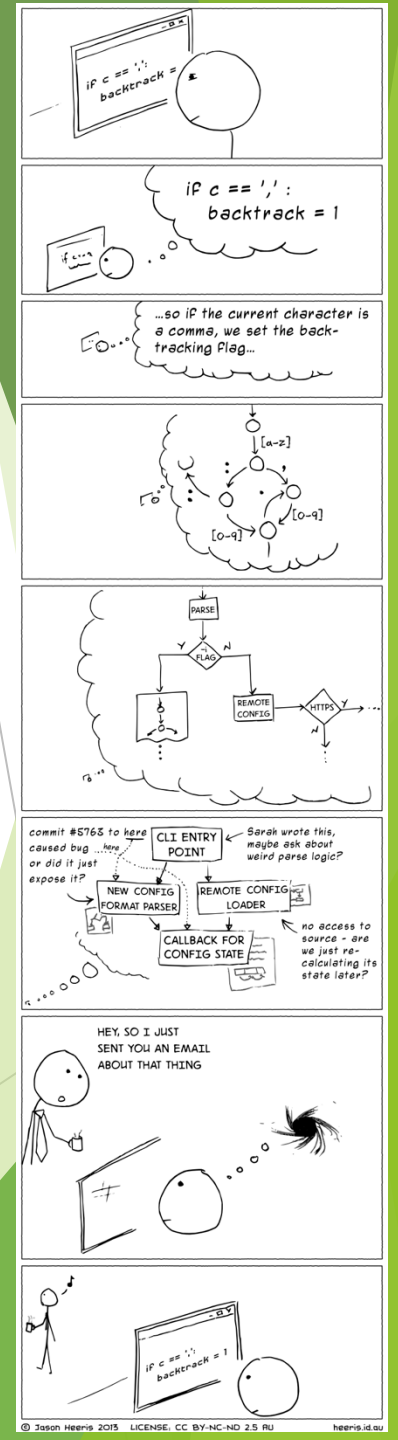 if c == ',':
backtrack =
if c == ',' :
backtrack = 1
if c==','
...so if the current character is
a comma, we set the back-
tracking flag...
[a-z]
:
,
:
.
[0-9]
[0-9]
PARSE
-i
FLAG
Y
N
REMOTE
CONFIG
HTTPS
Y
N
commit #5763 to here
caused bug ...here
or did it just
expose it?
CLI ENTRY
POINT
Sarah wrote this,
maybe ask about
weird parse logic?
NEW CONFIG
FORMAT PARSER
REMOTE CONFIG
LOADER
CALLBACK FOR
CONFIG STATE
no access to
source - are
we just re-
calculating its
state later?
HEY, SO I JUST
SENT YOU AN EMAIL
ABOUT THAT THING
if c == ',':
backtrack = 1
© Jason Heeris 2013 LICENSE: CC BY-NC-ND 2.5 AU heeris.id.au